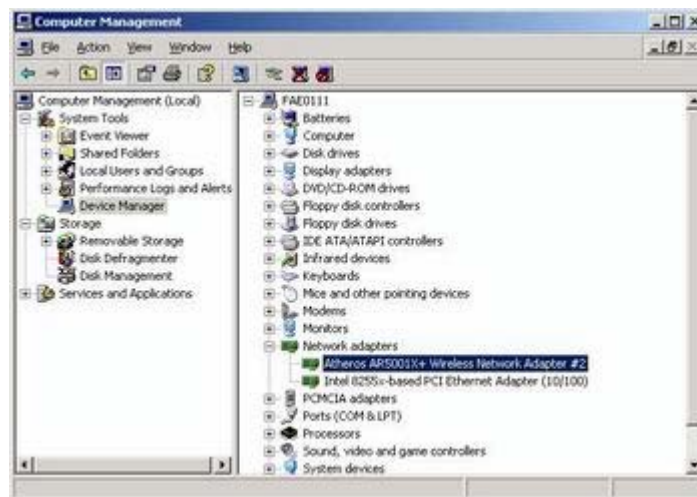 Computer Management
File Action View Window Help
Computer Management (Local)
System Tools
Event Viewer
Shared Folders
Local Users and Groups
Performance Logs and Alerts
Device Manager
Storage
Removable Storage
Disk Defragmenter
Disk Management
Services and Applications
FAE0111
Batteries
Computer
Disk drives
Display adapters
DVD/CD-ROM drives
Floppy disk controllers
Floppy disk drives
IDE ATA/ATAPI controllers
Infrared devices
Keyboards
Mice and other pointing devices
Modems
Monitors
Network adapters
Atheros AR5001X+ Wireless Network Adapter #2
Intel 8255x-based PCI Ethernet Adapter (10/100)
PCMCIA adapters
Ports (COM & LPT)
Processors
Sound, video and game controllers
System devices